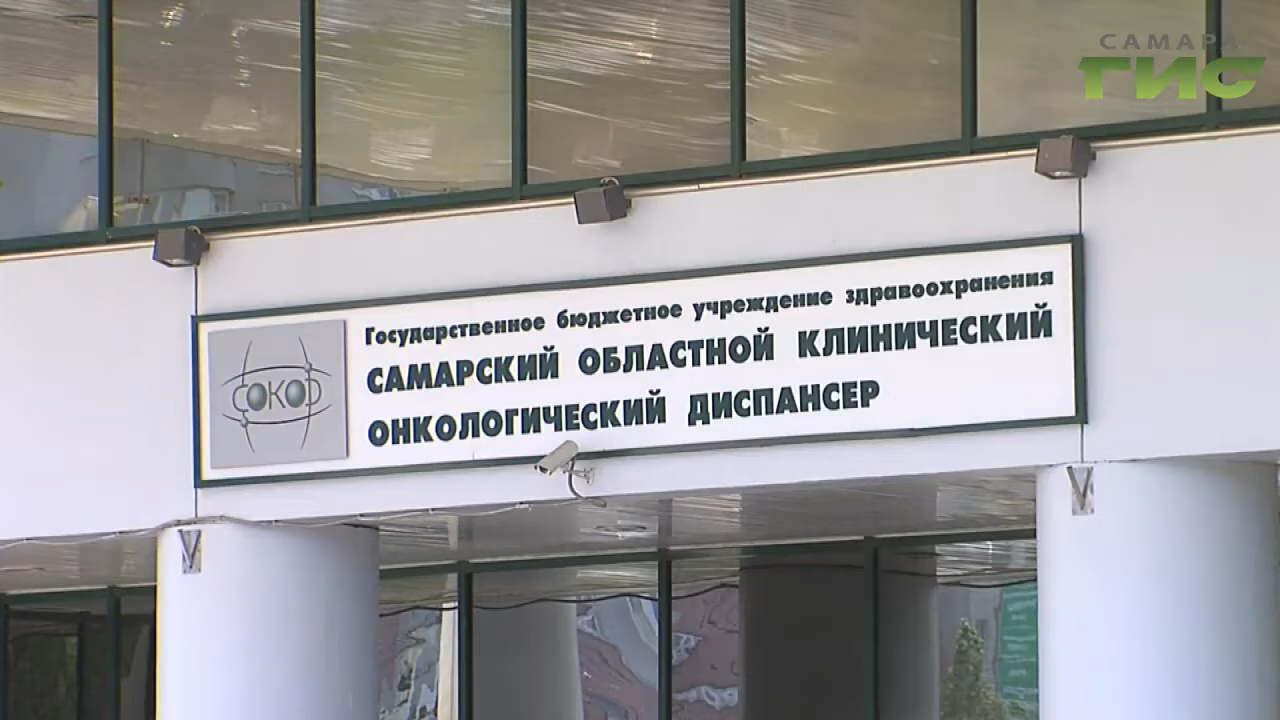 САМАРА
ГИС
Государственное бюджетное учреждение здравоохранения
САМАРСКИЙ ОБЛАСТНОЙ КЛИНИЧЕСКИЙ
ОНКОЛОГИЧЕСКИЙ ДИСПАНСЕР
СОКОД